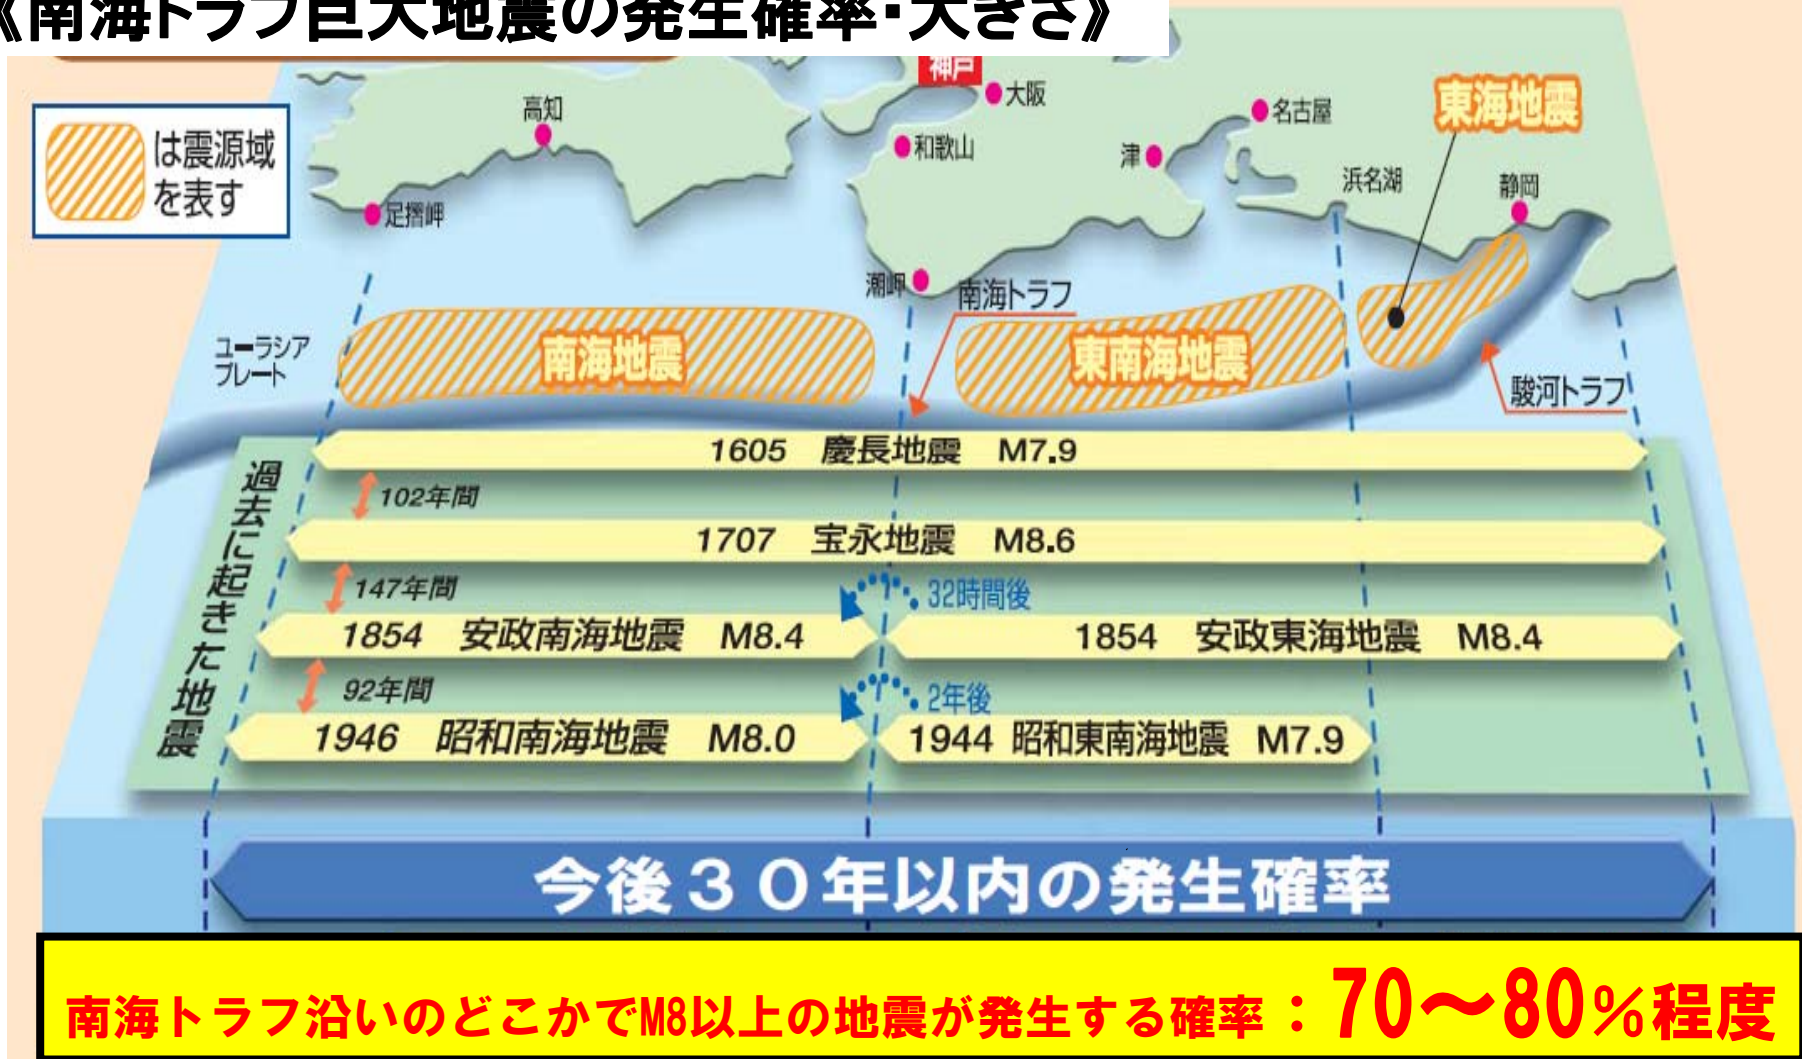 《南海トラフ巨大地震の発生確率･大きさ》
は震源域
を表す
高知
足摺岬
神戸
大阪
和歌山
潮岬
津
名古屋
浜名湖
静岡
東海地震
南海トラフ
駿河トラフ
ユーラシア
プレート
南海地震
東南海地震
過去に起きた地震
1605 慶長地震 M7.9
102年間
1707 宝永地震 M8.6
147年間
32時間後
1854 安政南海地震 M8.4
1854 安政東海地震 M8.4
92年間
2年後
1946 昭和南海地震 M8.0
1944 昭和東南海地震 M7.9
今後３０年以内の発生確率
南海トラフ沿いのどこかでM8以上の地震が発生する確率：70～80%程度